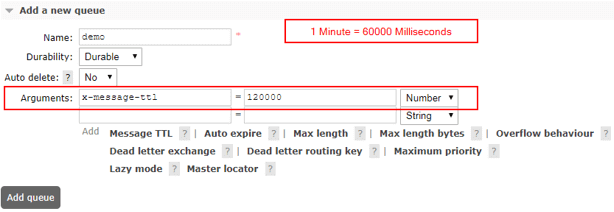 Add a new queue
Name: demo * 1 Minute = 60000 Milliseconds
Durability: Durable
Auto delete: ? No
Arguments: x-message-ttl = 120000 Number
= String
Add Message TTL ? | Auto expire ? | Max length ? | Max length bytes ? | Overflow behaviour ?
Dead letter exchange ? | Dead letter routing key ? | Maximum priority ?
Lazy mode ? Master locator ?
Add queue